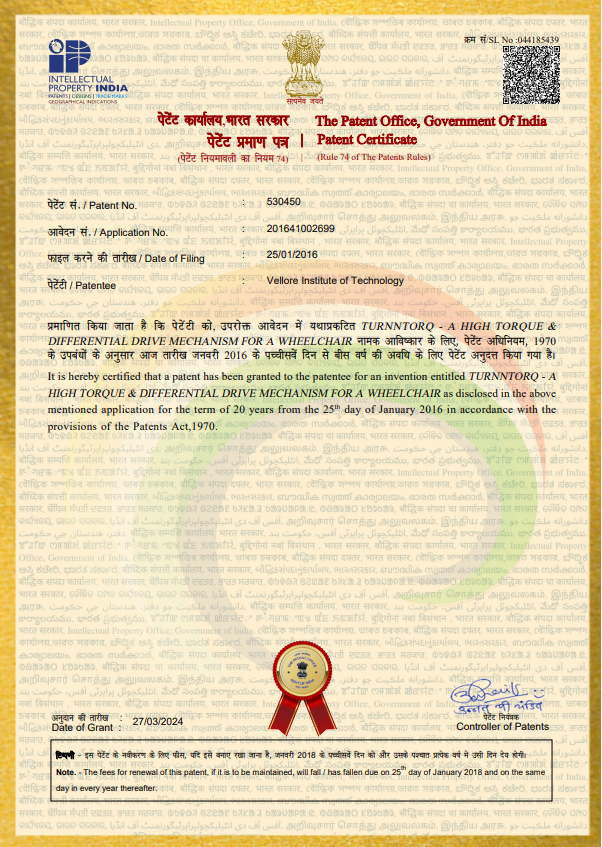 क्रम सं/SL No :044185439
INTELLECTUAL
PROPERTY INDIA
PATENTS | DESIGNS | TRADE MARKS
GEOGRAPHICAL INDICATIONS
सत्यमेव जयते
पेटेंट कार्यालय,भारत सरकार The Patent Office, Government Of India
पेटेंट प्रमाण पत्र | Patent Certificate
(पेटेंट नियमावली का नियम 74) (Rule 74 of The Patents Rules)
पेटेंट सं. / Patent No. : 530450
आवेदन सं. / Application No. : 201641002699
फाइल करने की तारीख / Date of Filing : 25/01/2016
पेटेंटी / Patentee : Vellore Institute of Technology
प्रमाणित किया जाता है कि पेटेंटी को, उपरोक्त आवेदन में यथाप्रकटित TURNNTORQ - A HIGH TORQUE &
DIFFERENTIAL DRIVE MECHANISM FOR A WHEELCHAIR नामक आविष्कार के लिए, पेटेंट अधिनियम, 1970
के उपबंधों के अनुसार आज तारीख जनवरी 2016 के पच्चीसवें दिन से बीस वर्ष की अवधि के लिए पेटेंट अनुदत्त किया गया है।
It is hereby certified that a patent has been granted to the patentee for an invention entitled TURNNTORQ - A
HIGH TORQUE & DIFFERENTIAL DRIVE MECHANISM FOR A WHEELCHAIR as disclosed in the above
mentioned application for the term of 20 years from the 25th day of January 2016 in accordance with the
provisions of the Patents Act,1970.
अनुदान की तारीख :
Date of Grant : 27/03/2024
पेटेंट नियंत्रक
Controller of Patents
टिप्पणी - इस पेटेंट के नवीकरण के लिए फीस, यदि इसे बनाए रखा जाना है, जनवरी 2018 के पच्चीसवें दिन को और उसके पश्चात प्रत्येक वर्ष मे उसी दिन देय होगी।
Note. - The fees for renewal of this patent, if it is to be maintained, will fall / has fallen due on 25th day of January 2018 and on the same
day in every year thereafter.